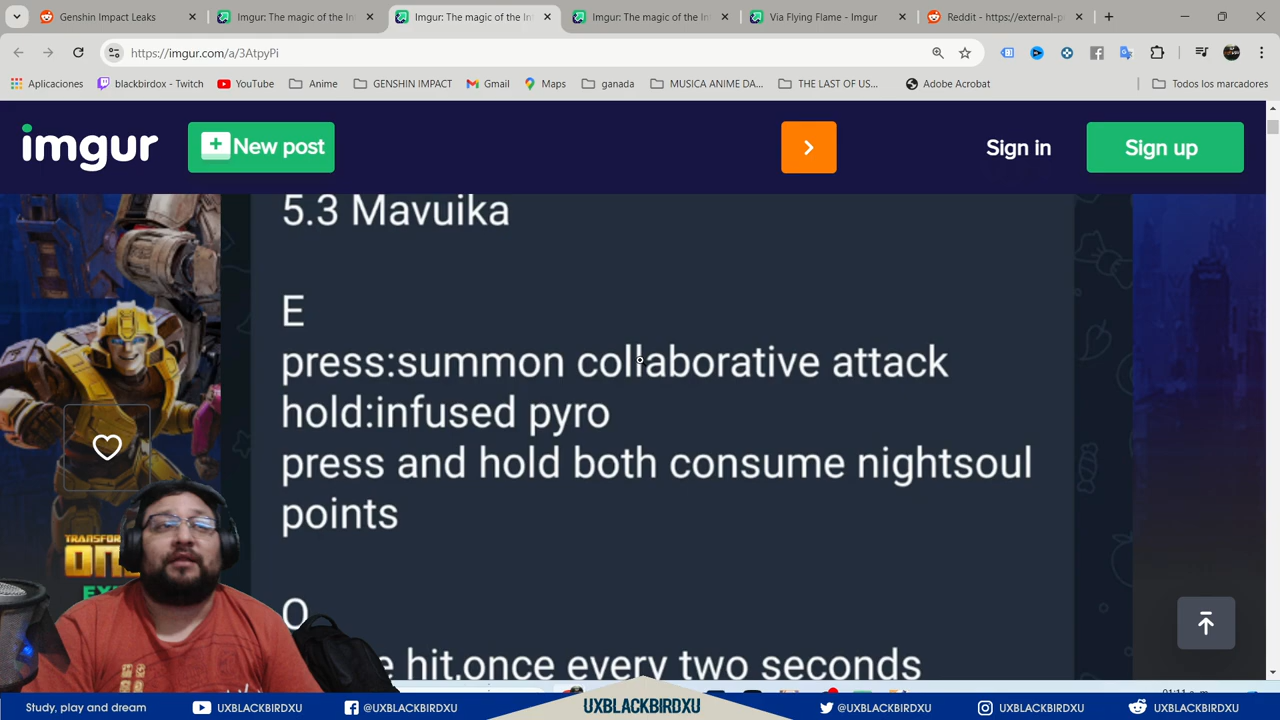 Genshin Impact Leaks
Imgur: The magic of the In
Imgur: The magic of the In
Imgur: The magic of the In
Via Flying Flame - Imgur
Reddit - https://external-p
https://imgur.com/a/3AtpyPi
Aplicaciones
blackbirdox - Twitch
YouTube
Anime
GENSHIN IMPACT
Gmail
Maps
ganada
MUSICA ANIME DA...
THE LAST OF US...
Adobe Acrobat
Todos los marcadores
imgur
New post
Sign in
Sign up
5.3 Mavuika
E
press:summon collaborative attack
hold:infused pyro
press and hold both consume nightsoul
points
TRANSFORM
hit,once every two seconds
Study, play and dream
UXBLACKBIRDXU
@UXBLACKBIRDXU
UXBLACKBIRDXU
@UXBLACKBIRDXU
UXBLACKBIRDXU
UXBLACKBIRDXU